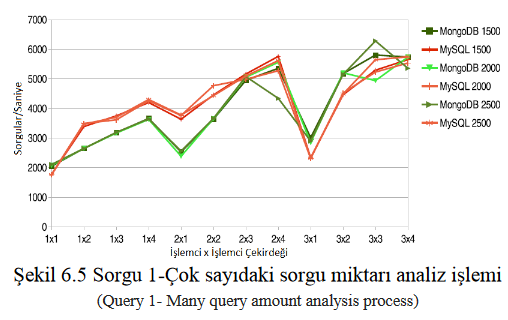 7000
6000
5000
4000
3000
2000
1000
0
Sorgular/Saniye
1x1 1x2 1x3 1x4 2x1 2x2 2x3 2x4 3x1 3x2 3x3 3x4
İşlemci x İşlemci Çekirdeği
MongoDB 1500
MySQL 1500
MongoDB 2000
MySQL 2000
MongoDB 2500
MySQL 2500
Şekil 6.5 Sorgu 1-Çok sayıdaki sorgu miktarı analiz işlemi
(Query 1- Many query amount analysis process)